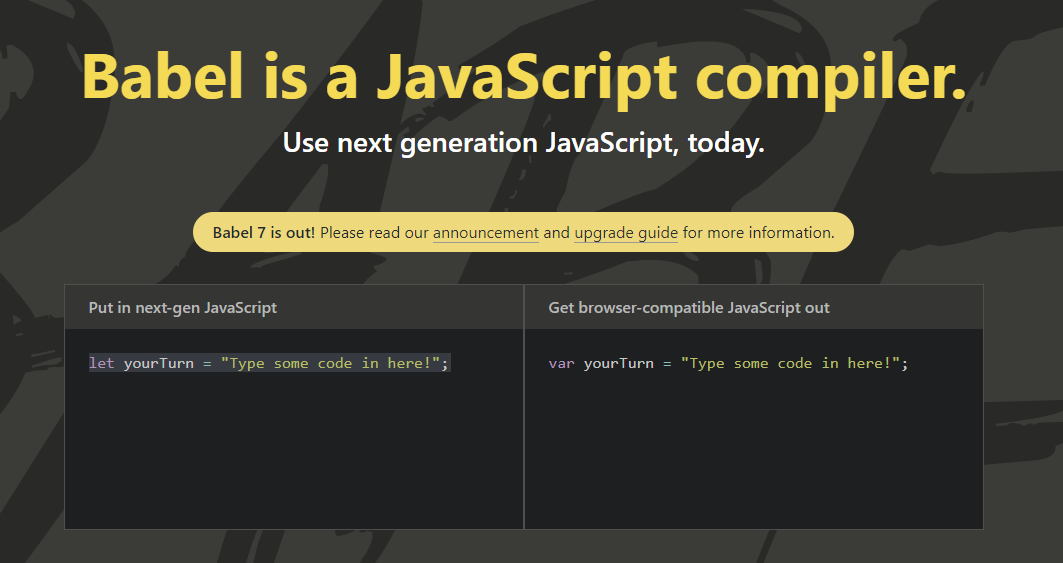 Babel is a JavaScript compiler.
Use next generation JavaScript, today.
Babel 7 is out! Please read our announcement and upgrade guide for more information.
Put in next-gen JavaScript
Get browser-compatible JavaScript out
let yourTurn = "Type some code in here!";
var yourTurn = "Type some code in here!";